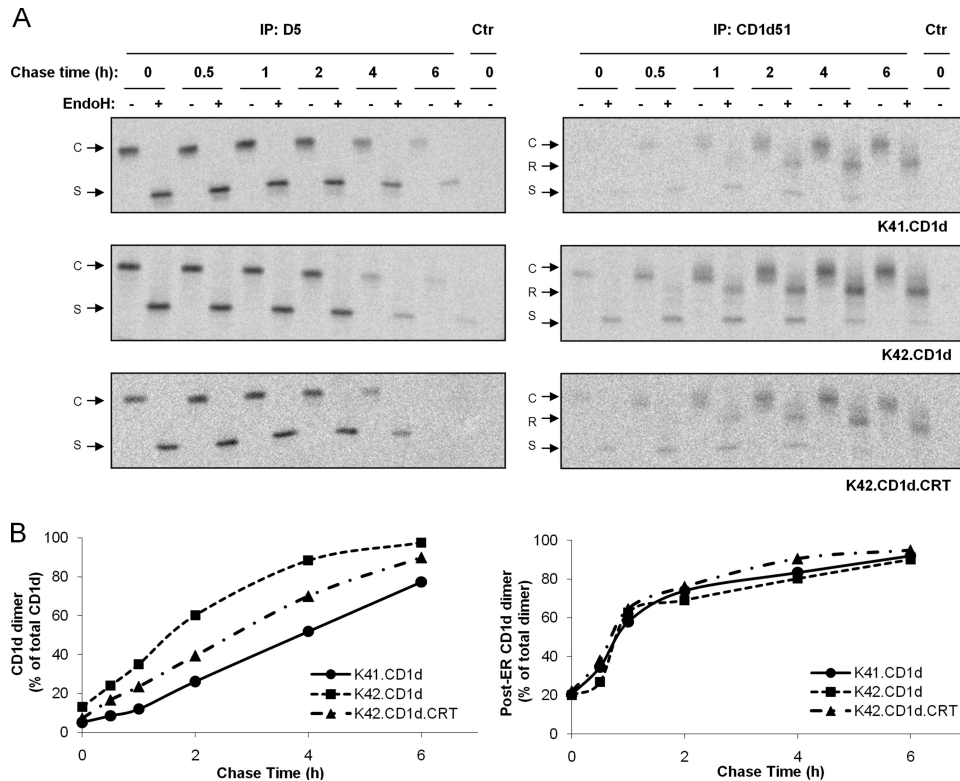 A
IP: D5 Ctr IP: CD1d51 Ctr
Chase time (h): 0 0.5 1 2 4 6 0 0 0.5 1 2 4 6 0
EndoH: - + - + - + - + - + - + - - + - + - + - + - + - + -
C C
R
S S
K41.CD1d
C C
R
S S
K42.CD1d
C C
R
S S
K42.CD1d.CRT
B
CD1d dimer
(% of total CD1d)
100
80
60
40
20
0
0 2 4 6
Chase Time (h)
K41.CD1d
K42.CD1d
K42.CD1d.CRT
Post-ER CD1d dimer
(% of total dimer)
100
80
60
40
20
0
0 2 4 6
Chase Time (h)
K41.CD1d
K42.CD1d
K42.CD1d.CRT